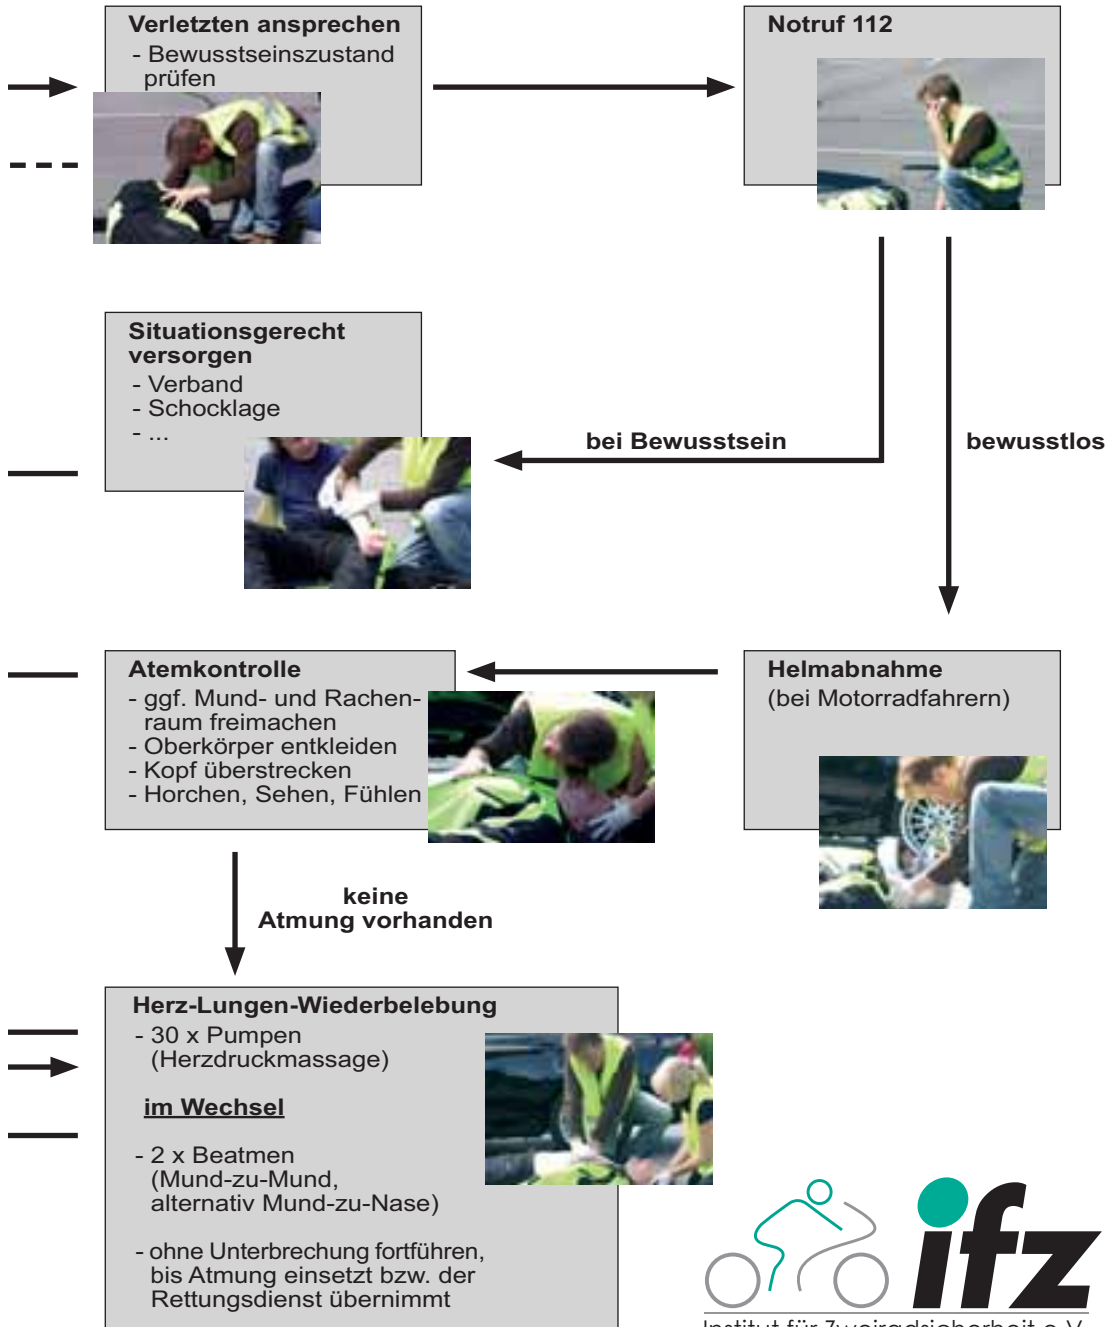 Verletzten ansprechen
- Bewusstseinszustand
prüfen
Notruf 112
Situationsgerecht
versorgen
- Verband
- Schocklage
- ...
bei Bewusstsein
bewusstlos
Atemkontrolle
- ggf. Mund- und Rachen-
raum freimachen
- Oberkörper entkleiden
- Kopf überstrecken
- Horchen, Sehen, Fühlen
Helmabnahme
(bei Motorradfahrern)
keine
Atmung vorhanden
Herz-Lungen-Wiederbelebung
- 30 x Pumpen
(Herzdruckmassage)
im Wechsel
- 2 x Beatmen
(Mund-zu-Mund,
alternativ Mund-zu-Nase)
- ohne Unterbrechung fortführen,
bis Atmung einsetzt bzw. der
Rettungsdienst übernimmt
ifz
Institut für Zweiradsicherheit e.V.